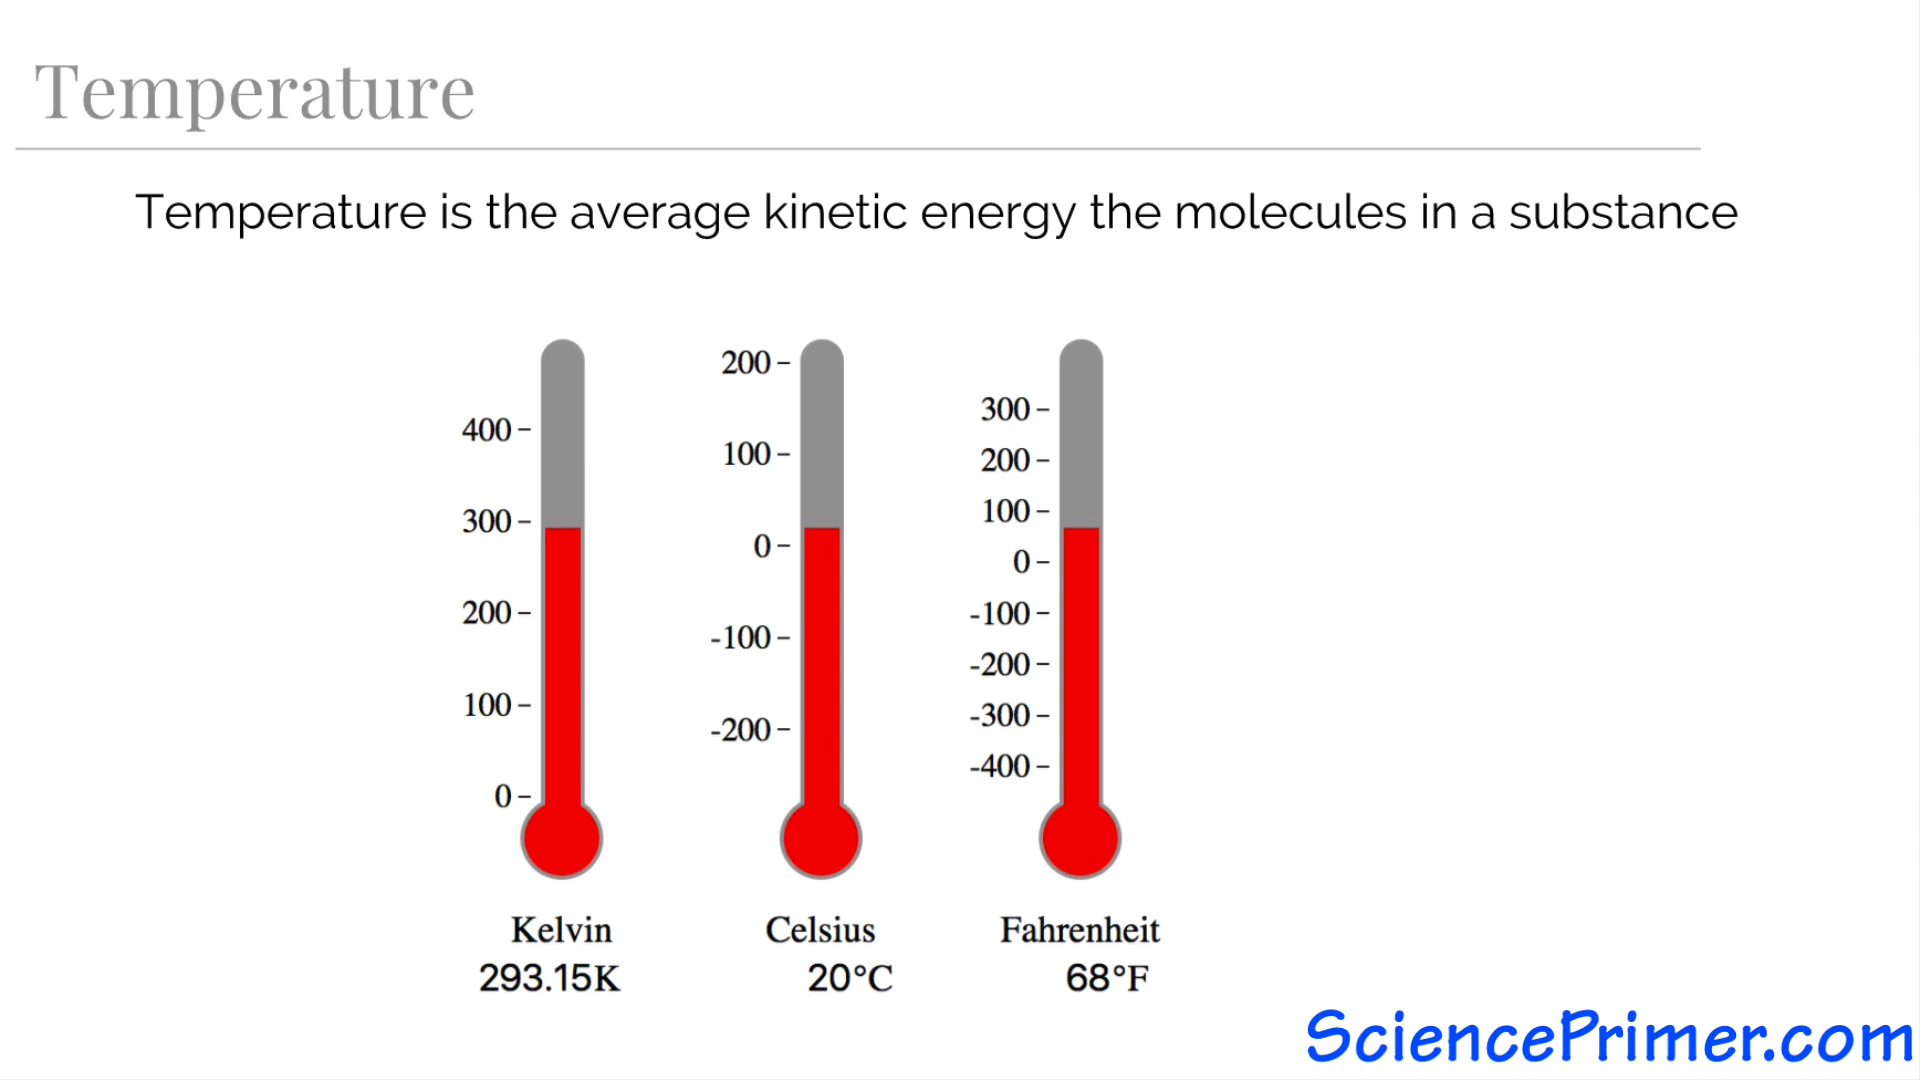 Temperature
Temperature is the average kinetic energy the molecules in a substance
400
300
200
100
0
Kelvin
293.15K
200
100
0
-100
-200
Celsius
20°C
300
200
100
0
-100
-200
-300
-400
Fahrenheit
68°F
SciencePrimer.com